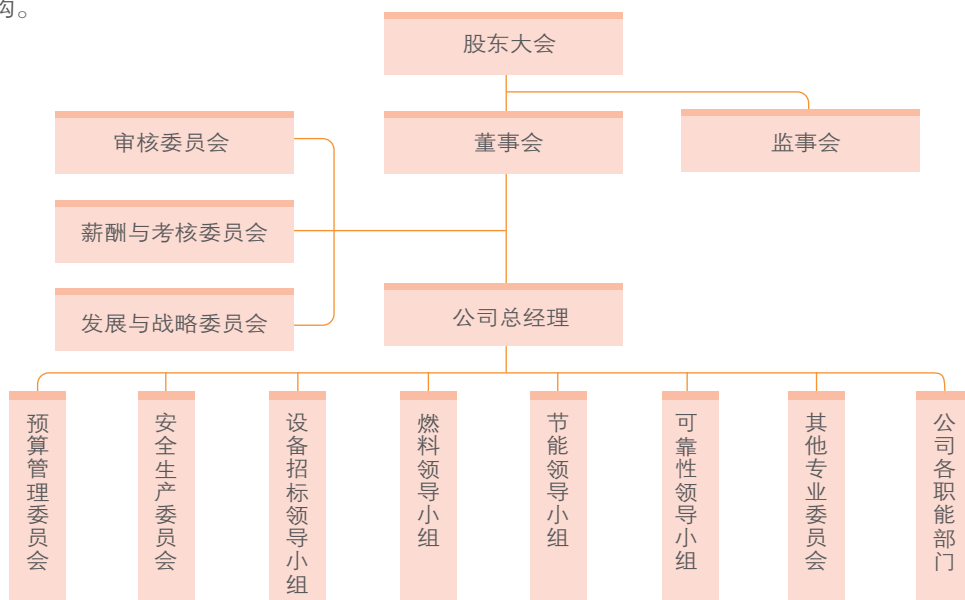 沟。
股东大会
审核委员会
董事会
监事会
薪酬与考核委员会
发展与战略委员会
公司总经理
预算管理委员会
安全生产委员会
设备招标领导小组
燃料领导小组
节能领导小组
可靠性领导小组
其他专业委员会
公司各职能部门